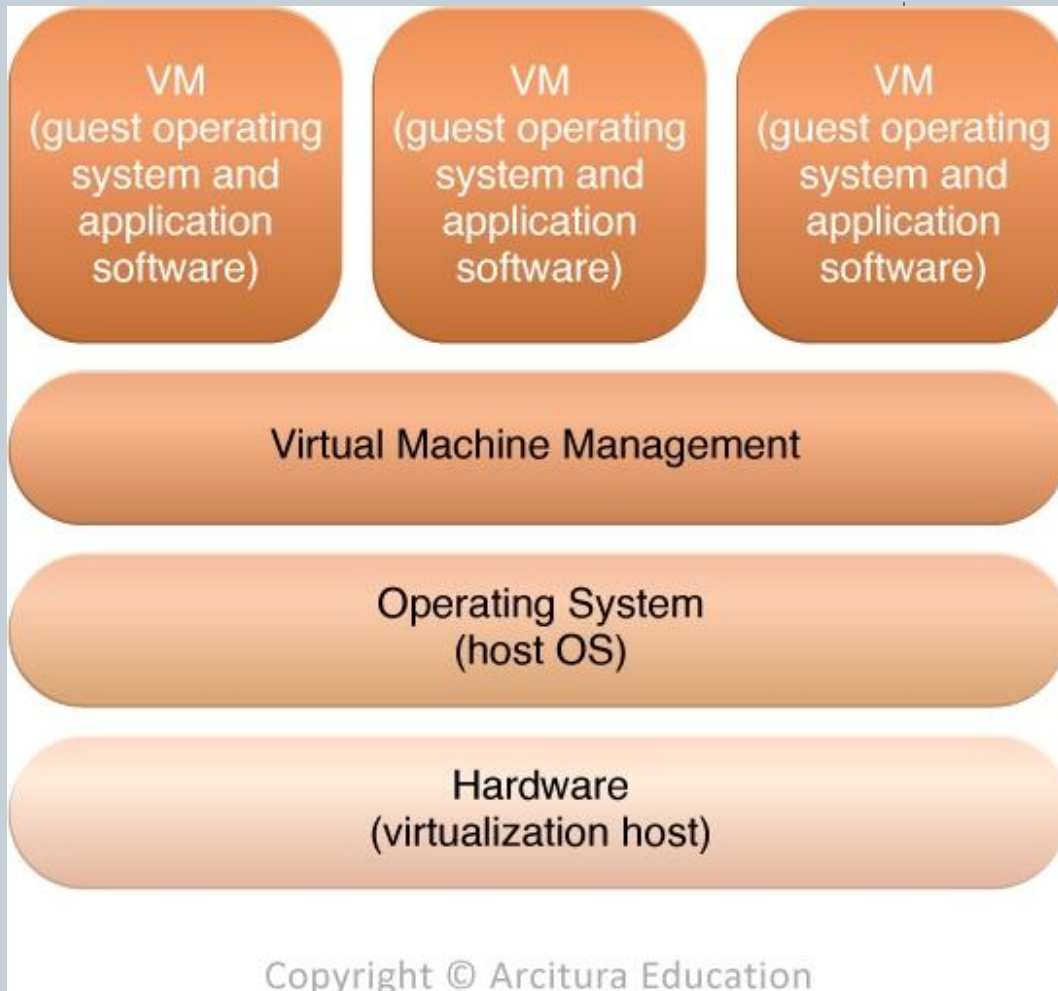 VM
(guest operating
system and
application
software)
VM
(guest operating
system and
application
software)
VM
(guest operating
system and
application
software)
Virtual Machine Management
Operating System
(host OS)
Hardware
(virtualization host)
Copyright © Arcitura Education